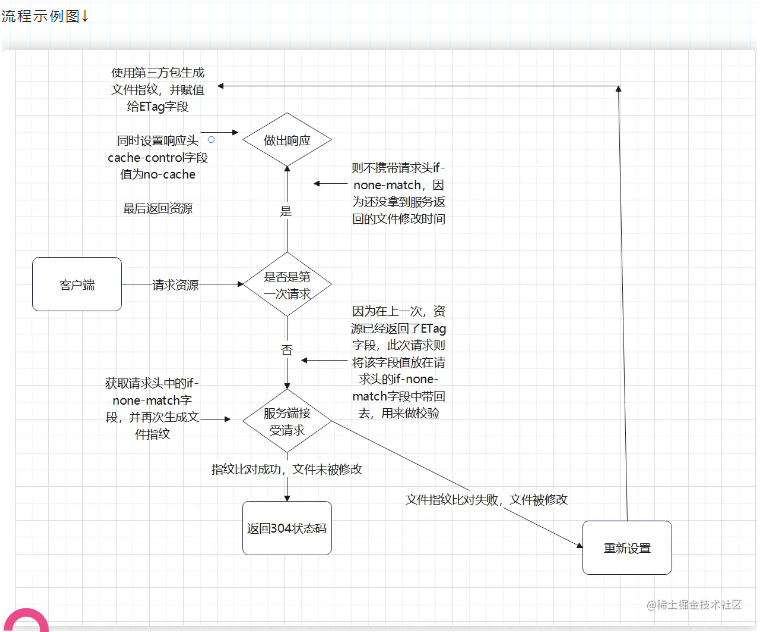 流程示例图↓
使用第三方包生成
文件指纹，并赋值
给ETag字段
同时设置响应头
cache-control字段
值为no-cache
最后返回资源
做出响应
则不携带请求头if-
none-match，因
为还没拿到服务返
回的文件修改时间
是
客户端
请求资源
是否是第
一次请求
因为在上一次，资
源已经返回了ETag
字段，此次请求则
将该字段值放在请
求头的if-none-
match字段中带回
去，用来做校验
否
获取请求头中的if-
none-match字
段，并再次生成文
件指纹
服务端接
受请求
指纹比对成功，文件未被修改
文件指纹比对失败，文件被修改
返回304状态码
重新设置
@稀土掘金技术社区